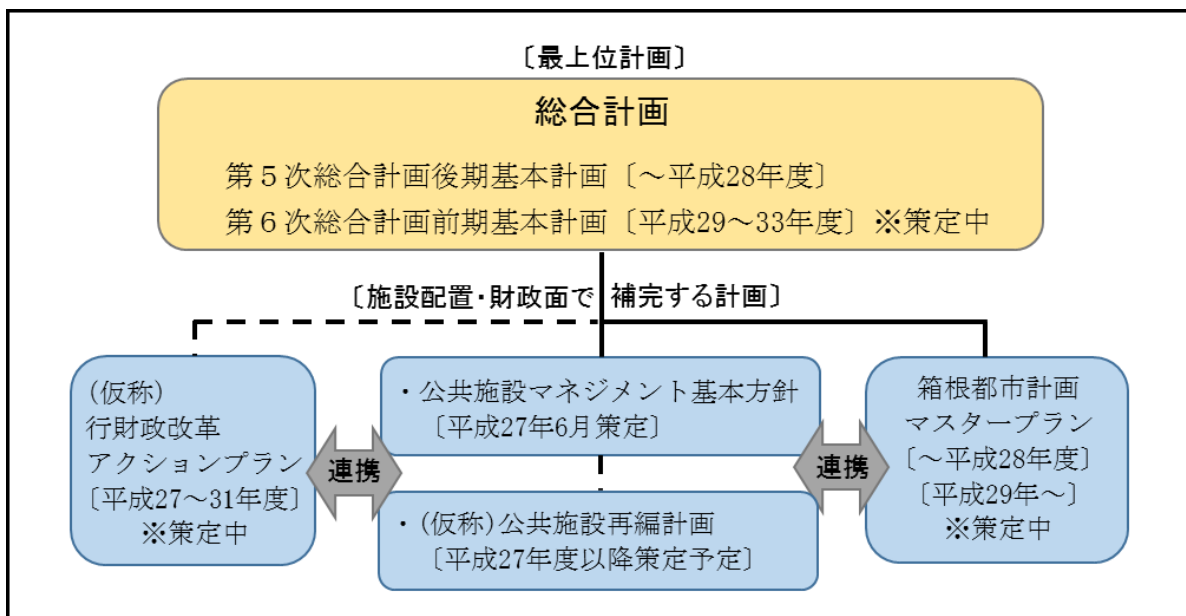 〔最上位計画〕
総合計画
第５次総合計画後期基本計画〔～平成28年度〕
第６次総合計画前期基本計画〔平成29～33年度〕※策定中
〔施設配置・財政面で 補完する計画〕
(仮称)
行財政改革
アクションプラン
〔平成27～31年度〕
※策定中
連携
・公共施設マネジメント基本方針
〔平成27年6月策定〕
・(仮称)公共施設再編計画
〔平成27年度以降策定予定〕
連携
箱根都市計画
マスタープラン
〔～平成28年度〕
〔平成29年～〕
※策定中